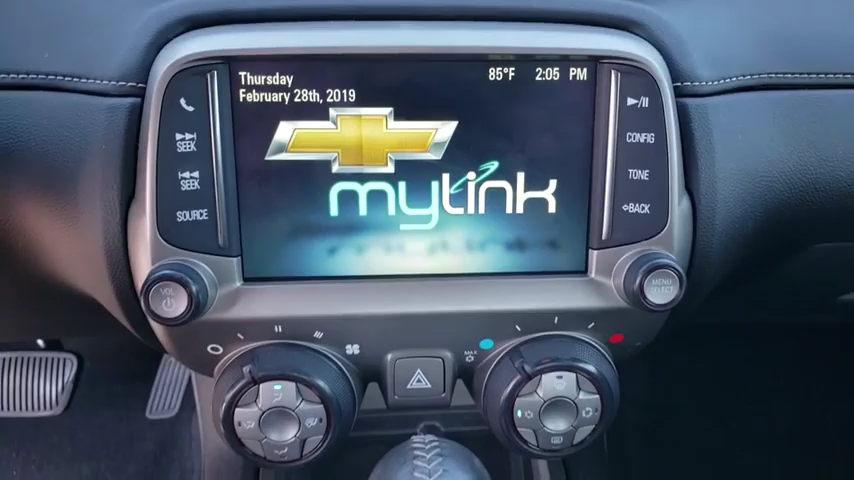 Thursday
February 28th, 2019
85°F 2:05 PM
mylink
SEEK
SEEK
SOURCE
CONFIG
TONE
BACK
VOL
MENU
SELECT
MAX